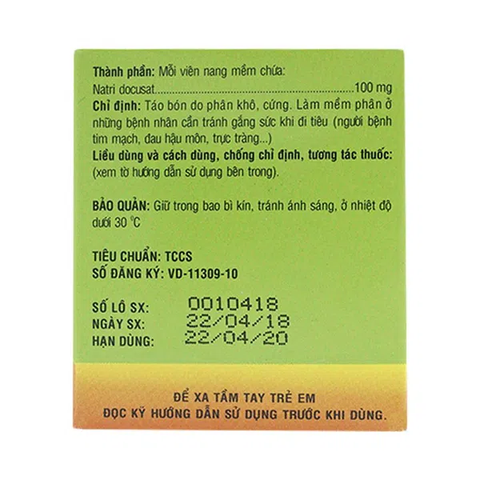 Thành phần: Mỗi viên nang mềm chứa:
Natri docusat........................................................100 mg
Chỉ định: Táo bón do phân khô, cứng. Làm mềm phân ở
những bệnh nhân cần tránh gắng sức khi đi tiêu (người bệnh
tim mạch, đau hậu môn, trực tràng...)
Liều dùng và cách dùng, chống chỉ định, tương tác thuốc:
(xem tờ hướng dẫn sử dụng bên trong).
BẢO QUẢN: Giữ trong bao bì kín, tránh ánh sáng, ở nhiệt độ
dưới 30 °C
TIÊU CHUẨN: TCCS
SỐ ĐĂNG KÝ: VD-11309-10
SỐ LÔ SX: 0010418
NGÀY SX: 22/04/18
HẠN DÙNG: 22/04/20
ĐỂ XA TẦM TAY TRẺ EM
ĐỌC KỸ HƯỚNG DẪN SỬ DỤNG TRƯỚC KHI DÙNG.